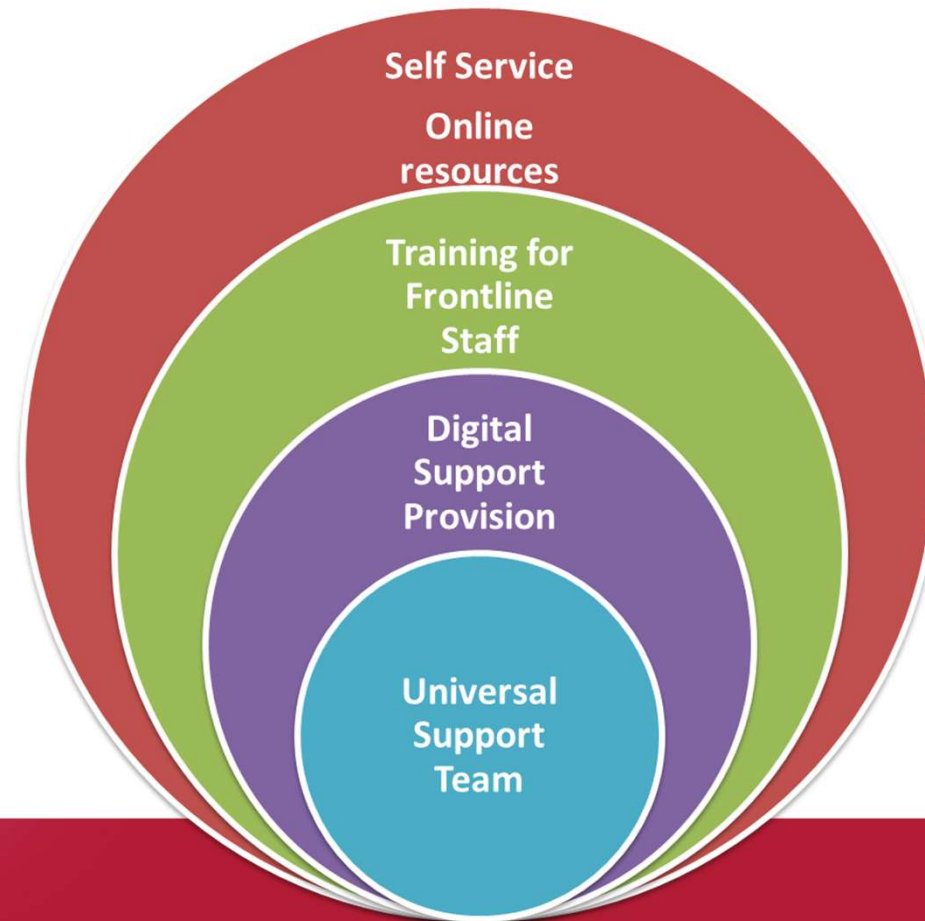 Self Service
Online
resources
Training for
Frontline
Staff
Digital
Support
Provision
Universal
Support
Team